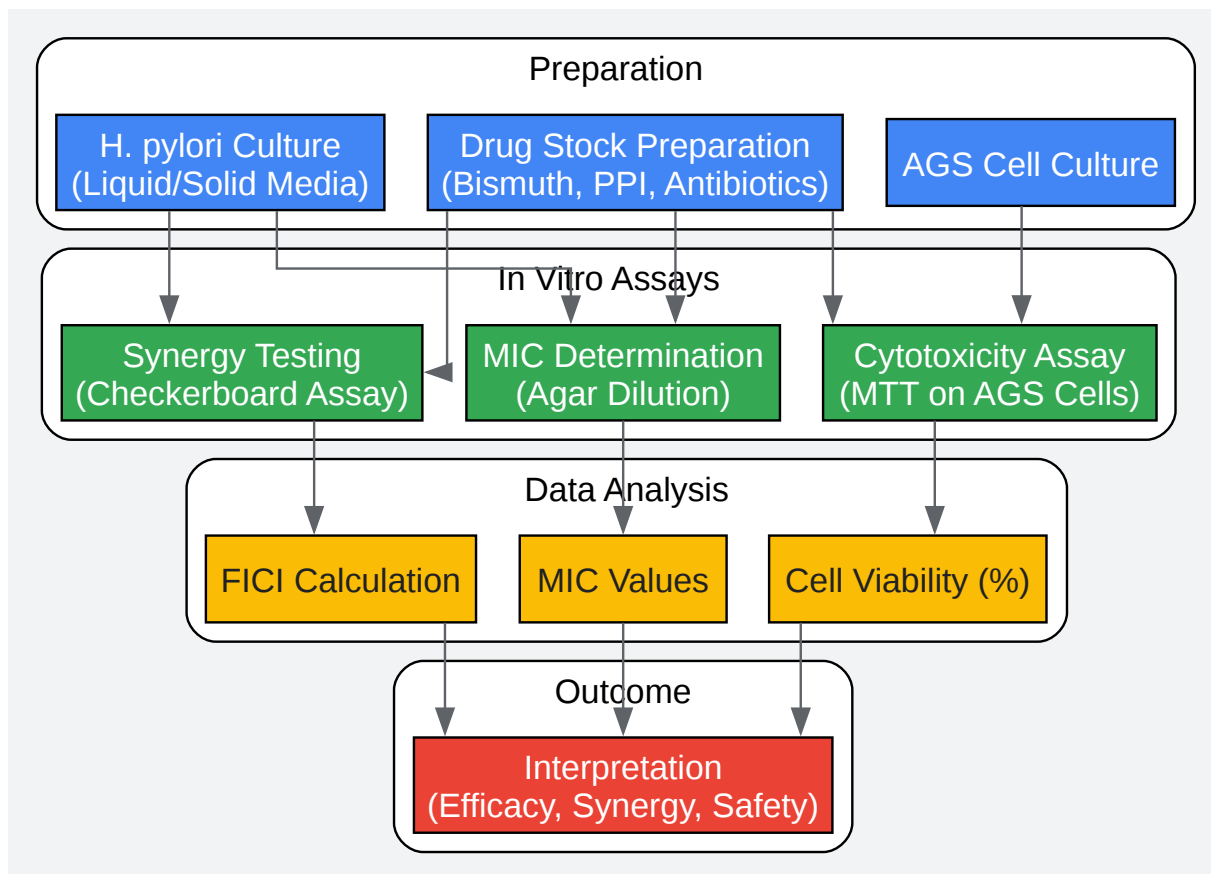 Preparation
H. pylori Culture
(Liquid/Solid Media)
Drug Stock Preparation
(Bismuth, PPI, Antibiotics)
AGS Cell Culture
In Vitro Assays
Synergy Testing
(Checkerboard Assay)
MIC Determination
(Agar Dilution)
Cytotoxicity Assay
(MTT on AGS Cells)
Data Analysis
FICI Calculation
MIC Values
Cell Viability (%)
Outcome
Interpretation
(Efficacy, Synergy, Safety)